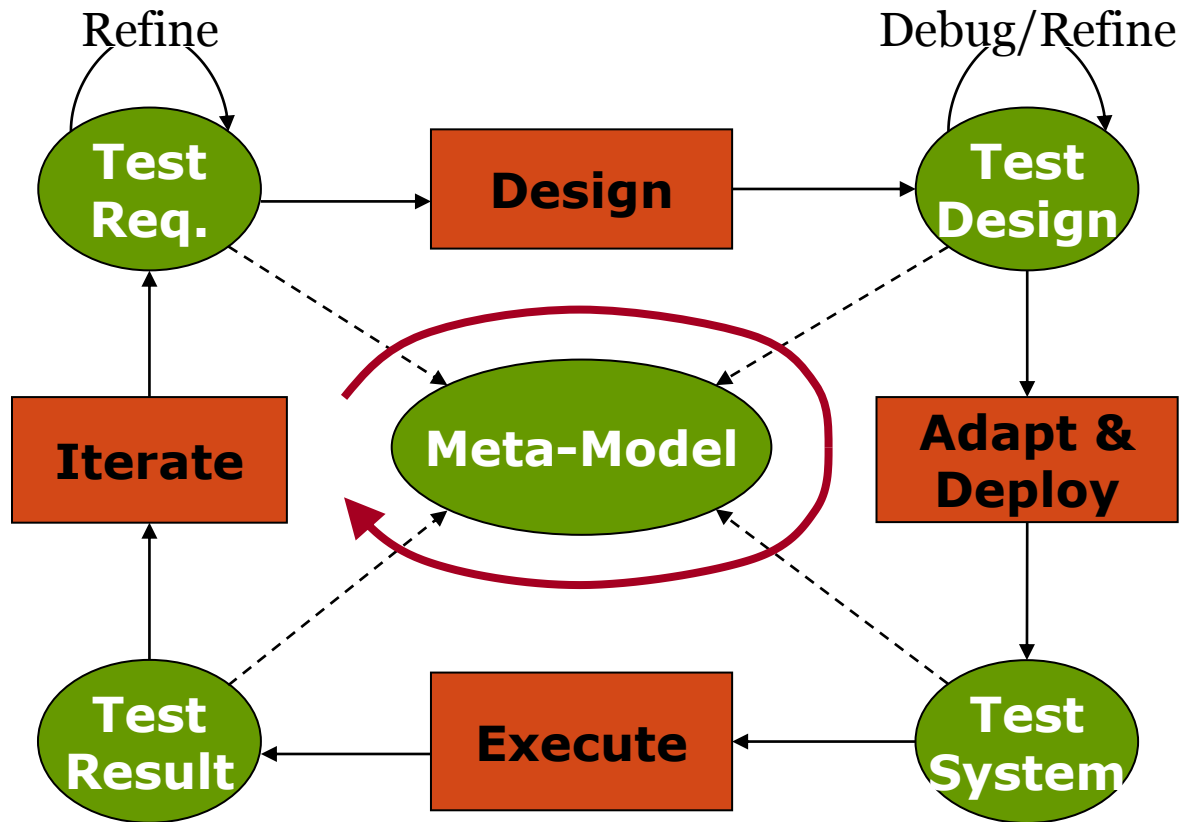 Refine
Debug/Refine
Test
Req.
Design
Test
Design
Iterate
Meta-Model
Adapt &
Deploy
Test
Result
Execute
Test
System